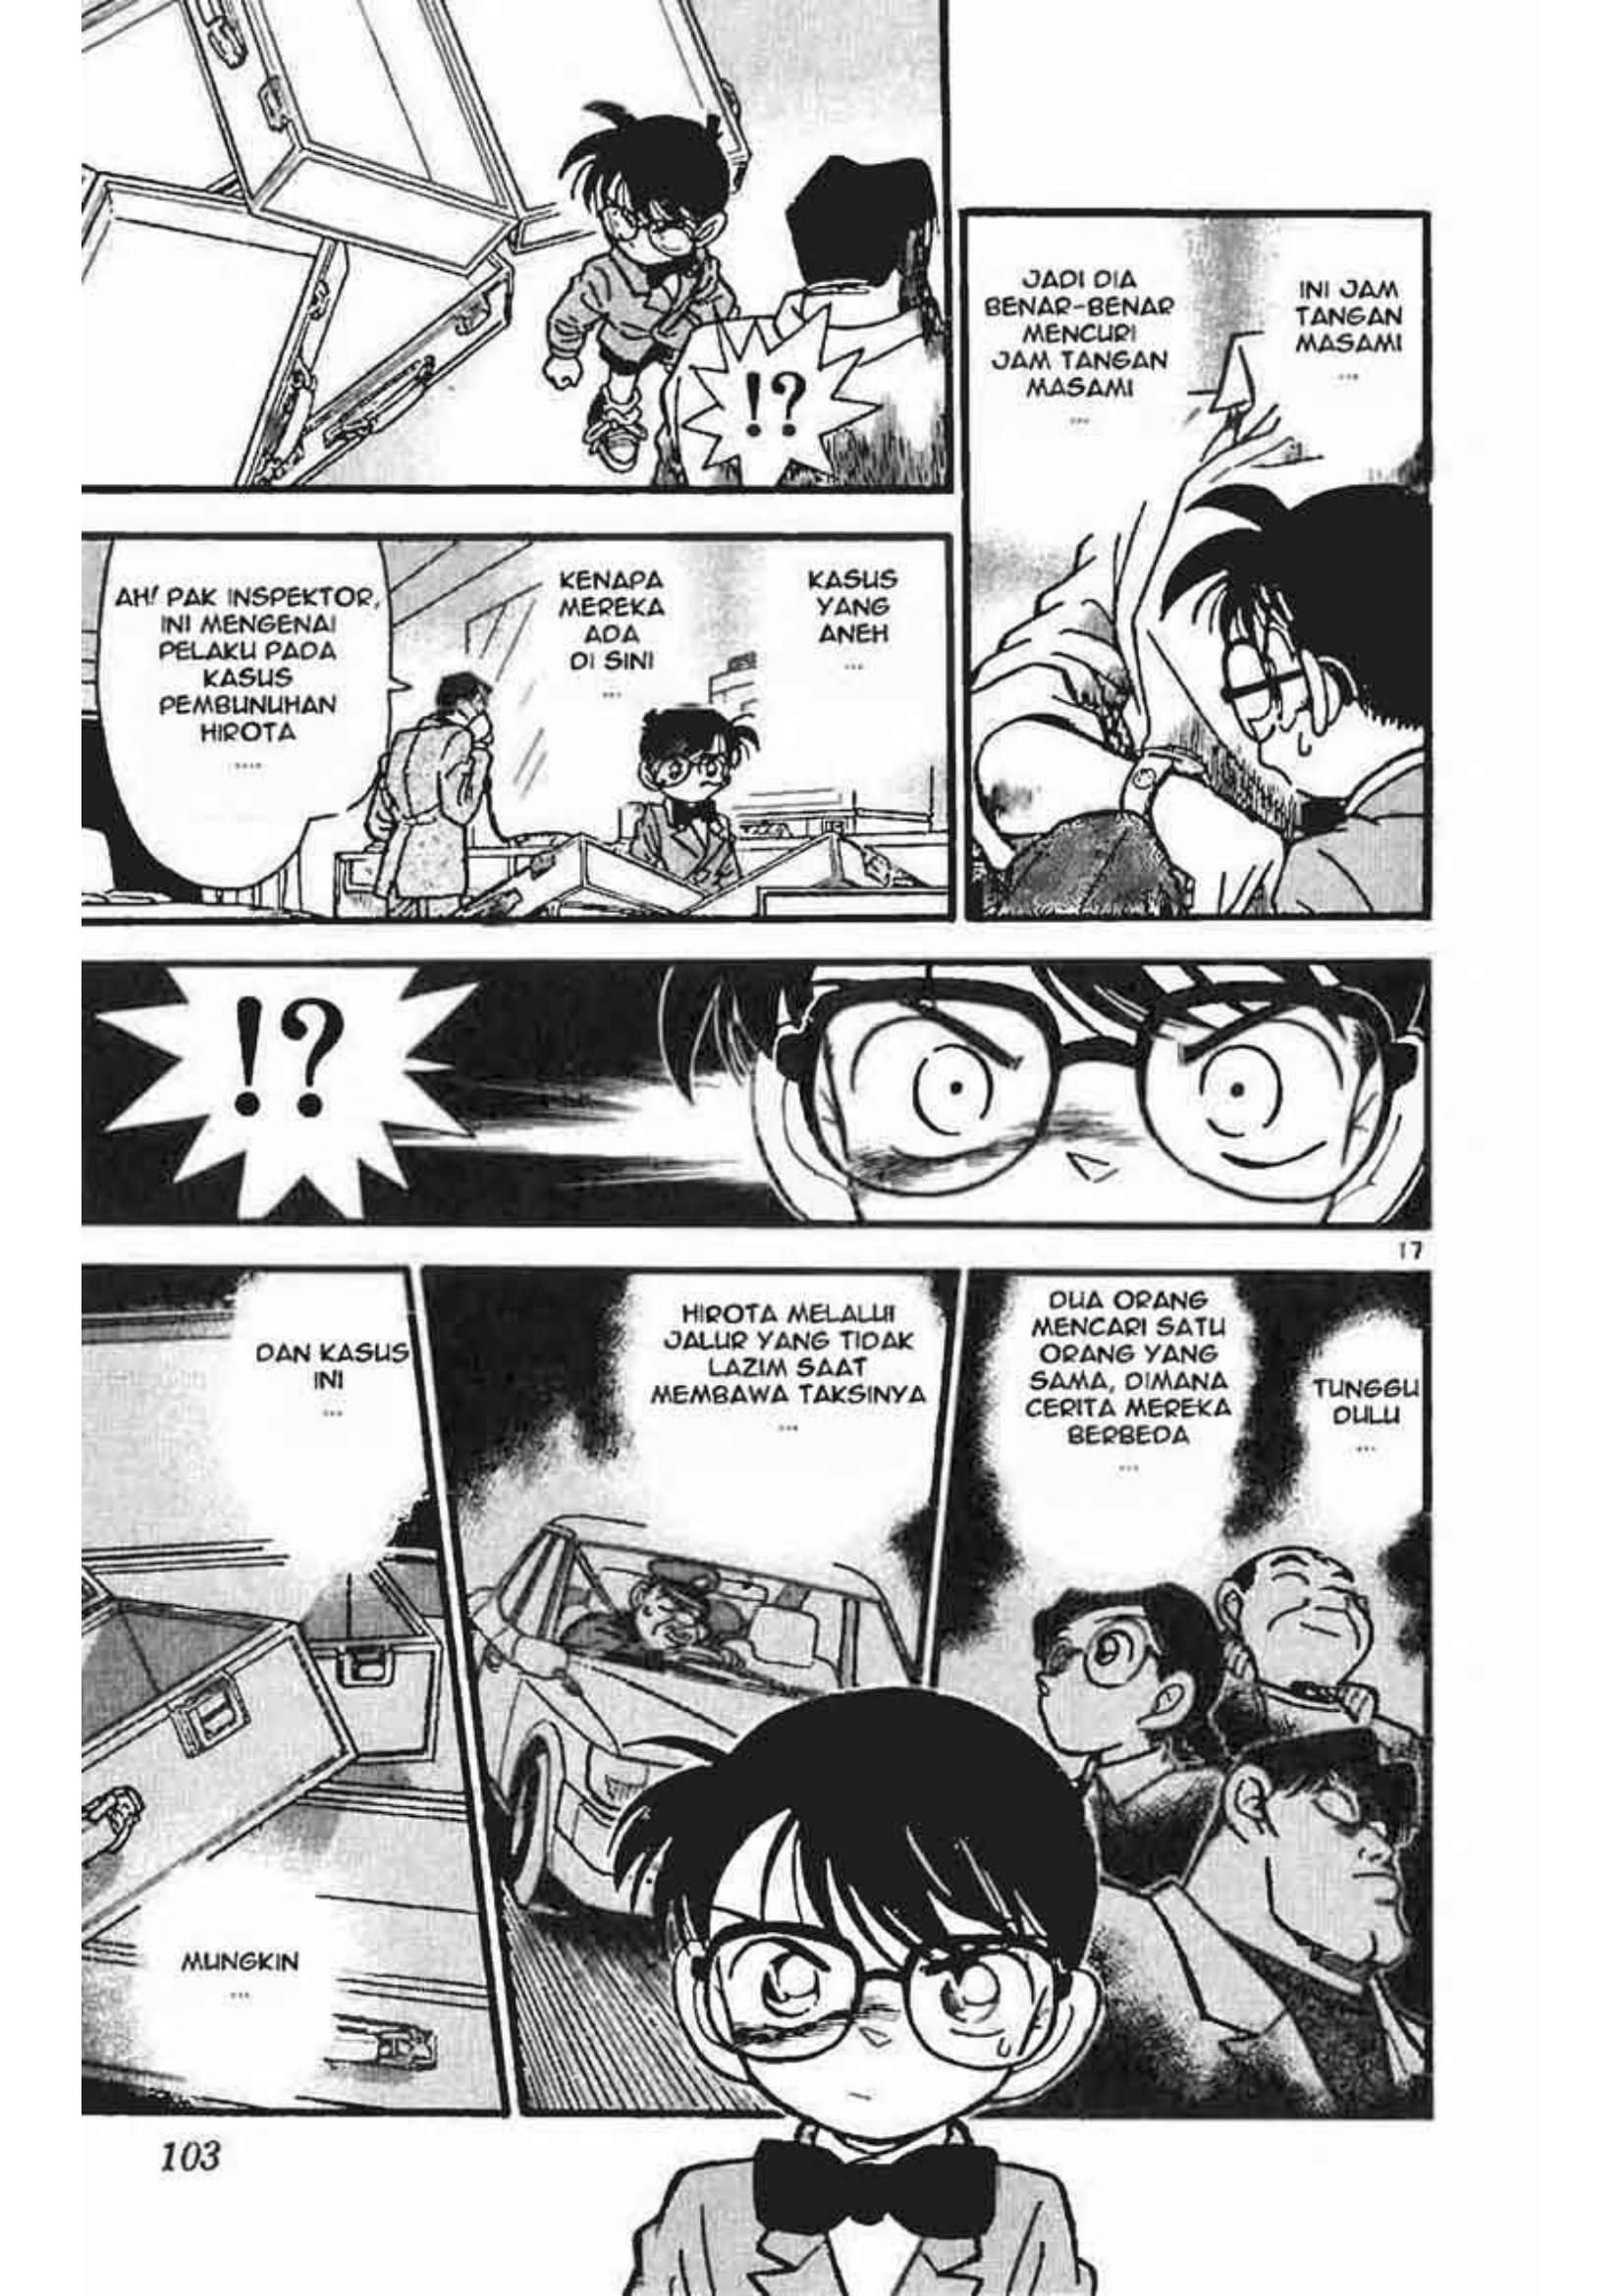 INI JAM
TANGAN
MASAMI
...
JADI DIA
BENAR-BENAR
MENCURI
JAM TANGAN
MASAMI
...
!?
KASUS
YANG
ANEH
...
KENAPA
MEREKA
ADA
DI SINI
...
AH! PAK INSPEKTOR,
INI MENGENAI
PELAKU PADA
KASUS
PEMBUNUHAN
HIROTA
....
!?
17
TUNGGU
DULU
...
DUA ORANG
MENCARI SATU
ORANG YANG
SAMA, DIMANA
CERITA MEREKA
BERBEDA
...
HIROTA MELALUI
JALUR YANG TIDAK
LAZIM SAAT
MEMBAWA TAKSINYA
...
DAN KASUS
INI
...
MUNGKIN
...
103